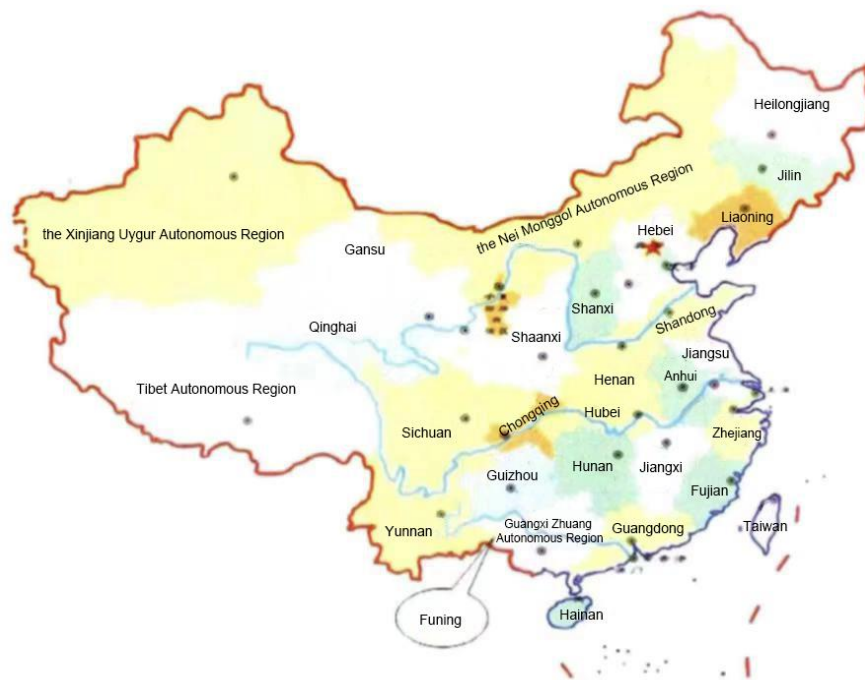 Heilongjiang
Jilin
the Nei Monggol Autonomous Region
Liaoning
the Xinjiang Uygur Autonomous Region
Hebei
Gansu
Shanxi
Shandong
Qinghai
Shaanxi
Jiangsu
Henan
Anhui
Tibet Autonomous Region
Chongqing
Hubei
Sichuan
Zhejiang
Hunan
Jiangxi
Guizhou
Fujian
Yunnan
Guangxi Zhuang
Autonomous Region
Guangdong
Taiwan
Funing
Hainan